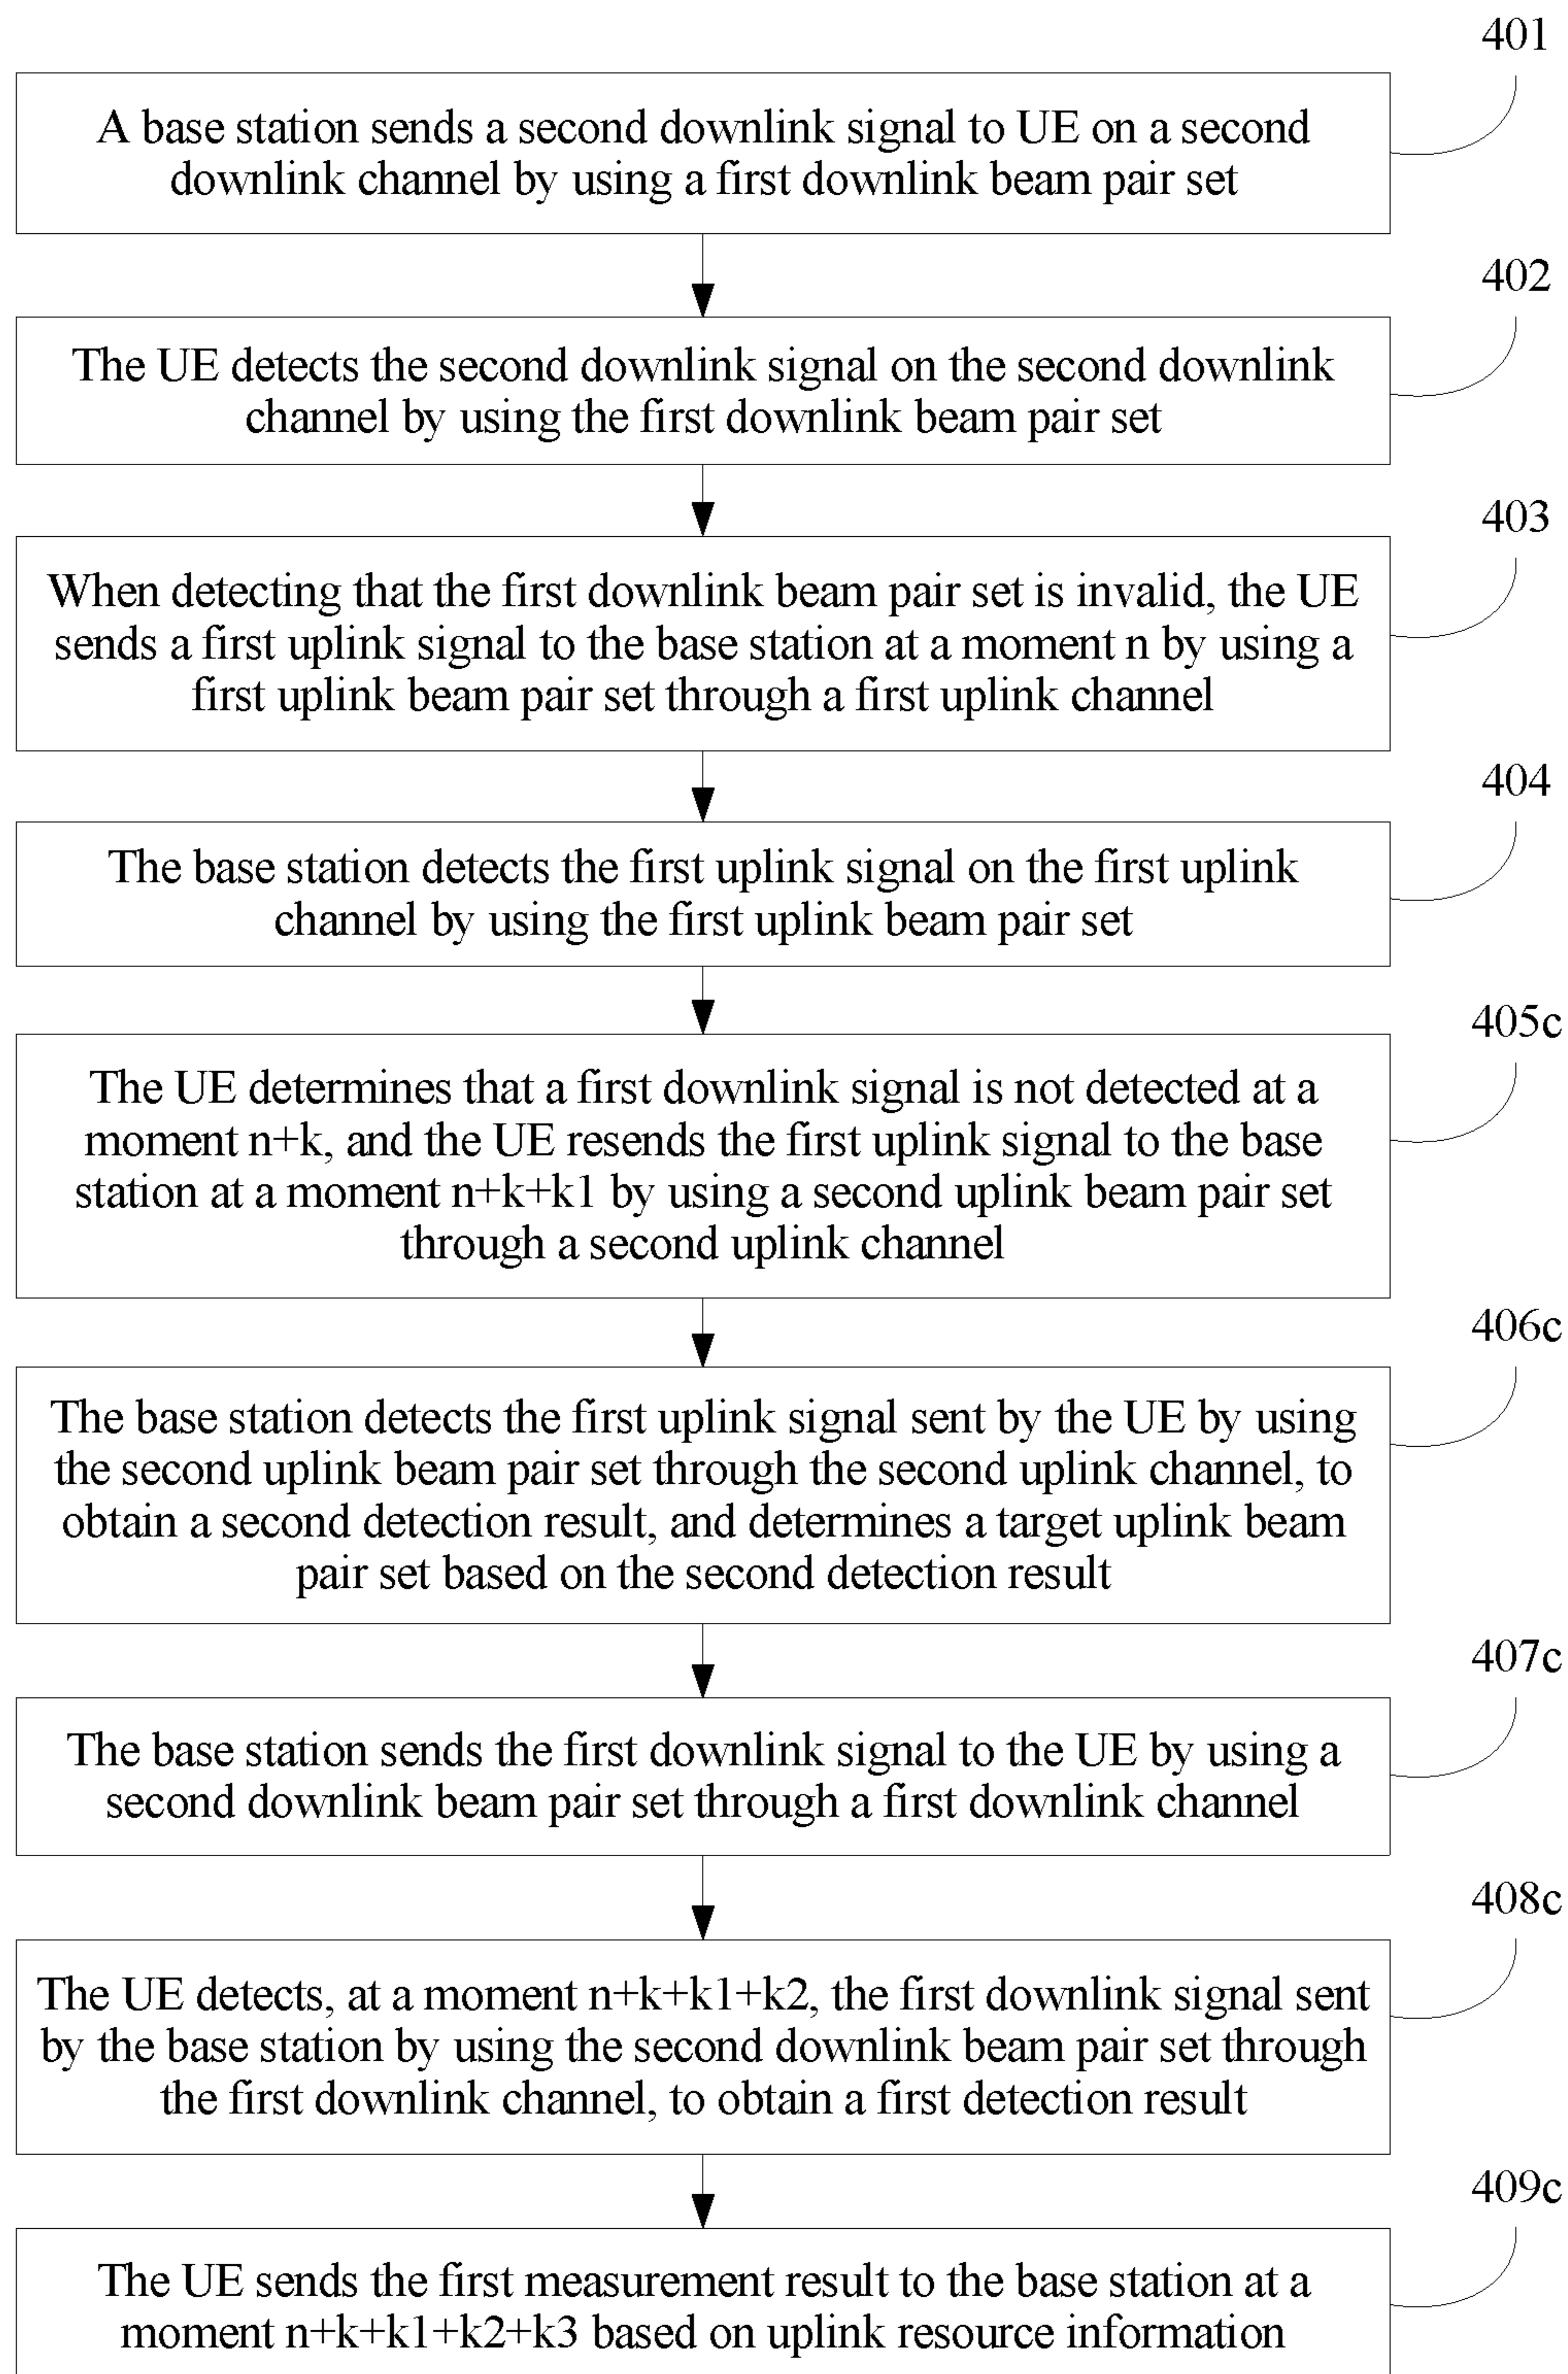 401
A base station sends a second downlink signal to UE on a second
downlink channel by using a first downlink beam pair set
402
The UE detects the second downlink signal on the second downlink
channel by using the first downlink beam pair set
403
When detecting that the first downlink beam pair set is invalid, the UE
sends a first uplink signal to the base station at a moment n by using a
first uplink beam pair set through a first uplink channel
404
The base station detects the first uplink signal on the first uplink
channel by using the first uplink beam pair set
405c
The UE determines that a first downlink signal is not detected at a
moment n+k, and the UE resends the first uplink signal to the base
station at a moment n+k+k1 by using a second uplink beam pair set
through a second uplink channel
406c
The base station detects the first uplink signal sent by the UE by using
the second uplink beam pair set through the second uplink channel, to
obtain a second detection result, and determines a target uplink beam
pair set based on the second detection result
407c
The base station sends the first downlink signal to the UE by using a
second downlink beam pair set through a first downlink channel
408c
The UE detects, at a moment n+k+k1+k2, the first downlink signal sent
by the base station by using the second downlink beam pair set through
the first downlink channel, to obtain a first detection result
409c
The UE sends the first measurement result to the base station at a
moment n+k+k1+k2+k3 based on uplink resource information